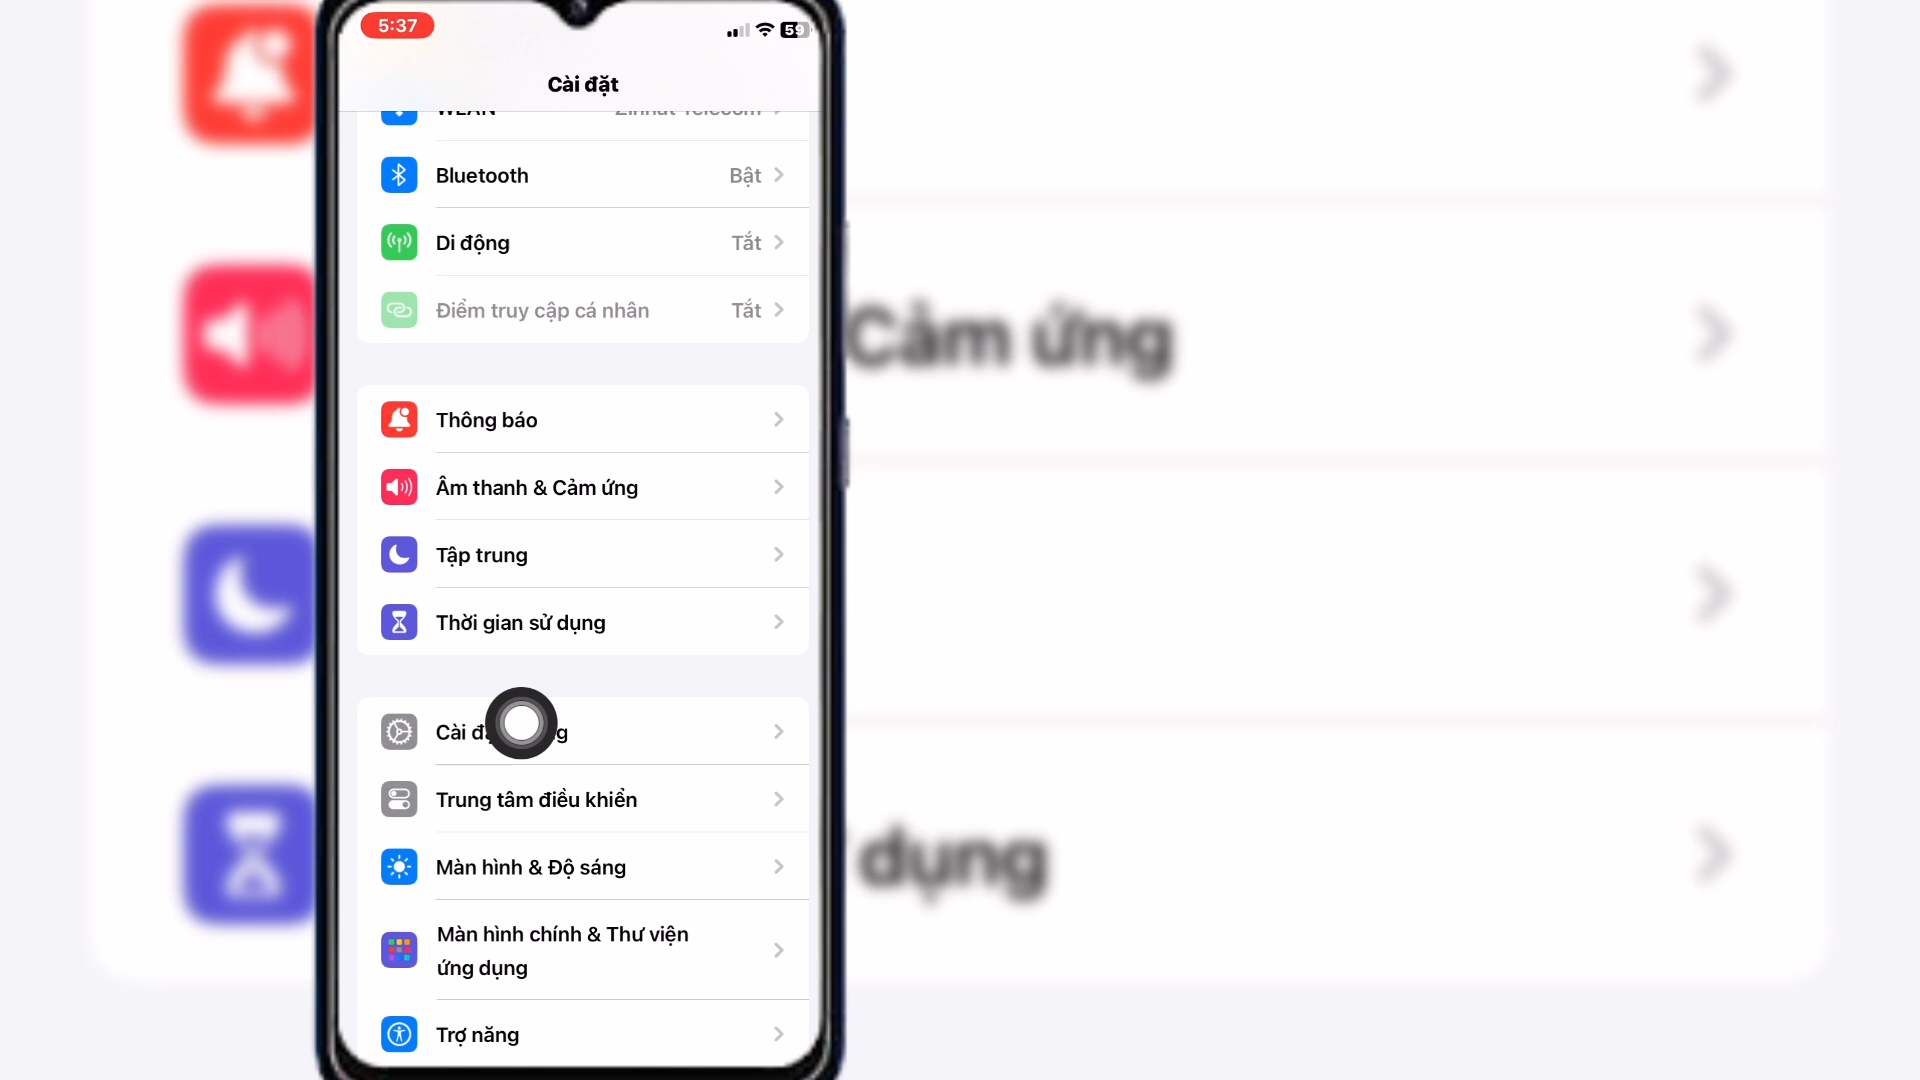 5:37
59
Cài đặt
WLAN
Bluetooth Bật
Di động Tắt
Điểm truy cập cá nhân Tắt
Thông báo
Âm thanh & Cảm ứng
Tập trung
Thời gian sử dụng
Cài
Trung tâm điều khiển
Màn hình & Độ sáng
Màn hình chính & Thư viện
ứng dụng
Trợ năng
Cảm ứng
dụng